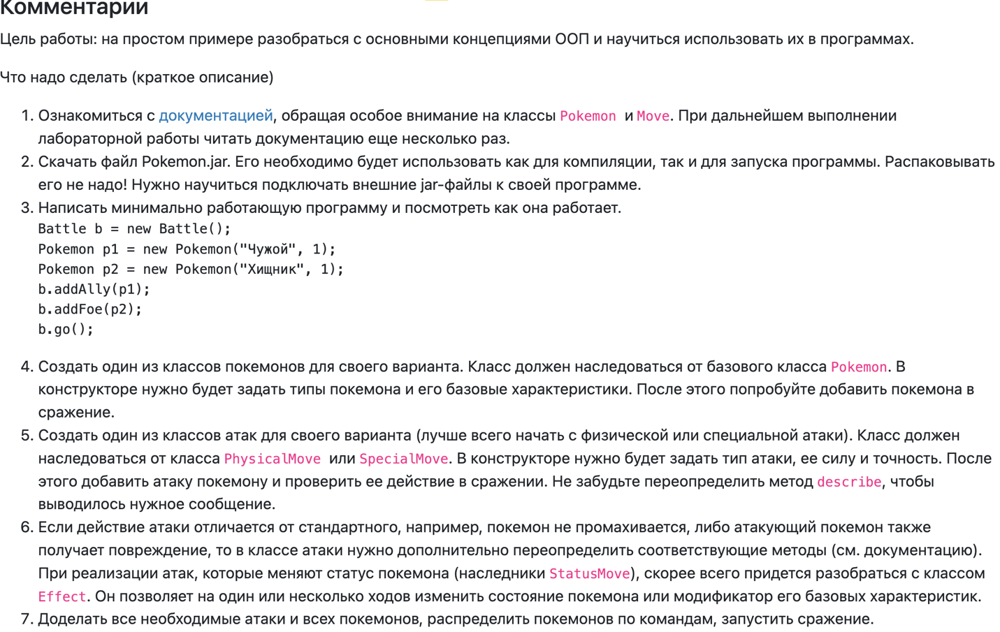 Комментарии
Цель работы: на простом примере разобраться с основными концепциями ООП и научиться использовать их в программах.
Что надо сделать (краткое описание)
1. Ознакомиться с документацией, обращая особое внимание на классы Pokemon и Move. При дальнейшем выполнении
лабораторной работы читать документацию еще несколько раз.
2. Скачать файл Pokemon.jar. Его необходимо будет использовать как для компиляции, так и для запуска программы. Распаковывать
его не надо! Нужно научиться подключать внешние jar-файлы к своей программе.
3. Написать минимально работающую программу и посмотреть как она работает.
Battle b = new Battle();
Pokemon p1 = new Pokemon("Чужой", 1);
Pokemon p2 = new Pokemon("Хищник", 1);
b.addAlly(p1);
b.addFoe(p2);
b.go();
4. Создать один из классов покемонов для своего варианта. Класс должен наследоваться от базового класса Pokemon. В
конструкторе нужно будет задать типы покемона и его базовые характеристики. После этого попробуйте добавить покемона в
сражение.
5. Создать один из классов атак для своего варианта (лучше всего начать с физической или специальной атаки). Класс должен
наследоваться от класса PhysicalMove или SpecialMove. В конструкторе нужно будет задать тип атаки, ее силу и точность. После
этого добавить атаку покемону и проверить ее действие в сражении. Не забудьте переопределить метод describe, чтобы
выводилось нужное сообщение.
6. Если действие атаки отличается от стандартного, например, покемон не промахивается, либо атакующий покемон также
получает повреждение, то в классе атаки нужно дополнительно переопределить соответствующие методы (см. документацию).
При реализации атак, которые меняют статус покемона (наследники StatusMove), скорее всего придется разобраться с классом
Effect. Он позволяет на один или несколько ходов изменить состояние покемона или модификатор его базовых характеристик.
7. Доделать все необходимые атаки и всех покемонов, распределить покемонов по командам, запустить сражение.